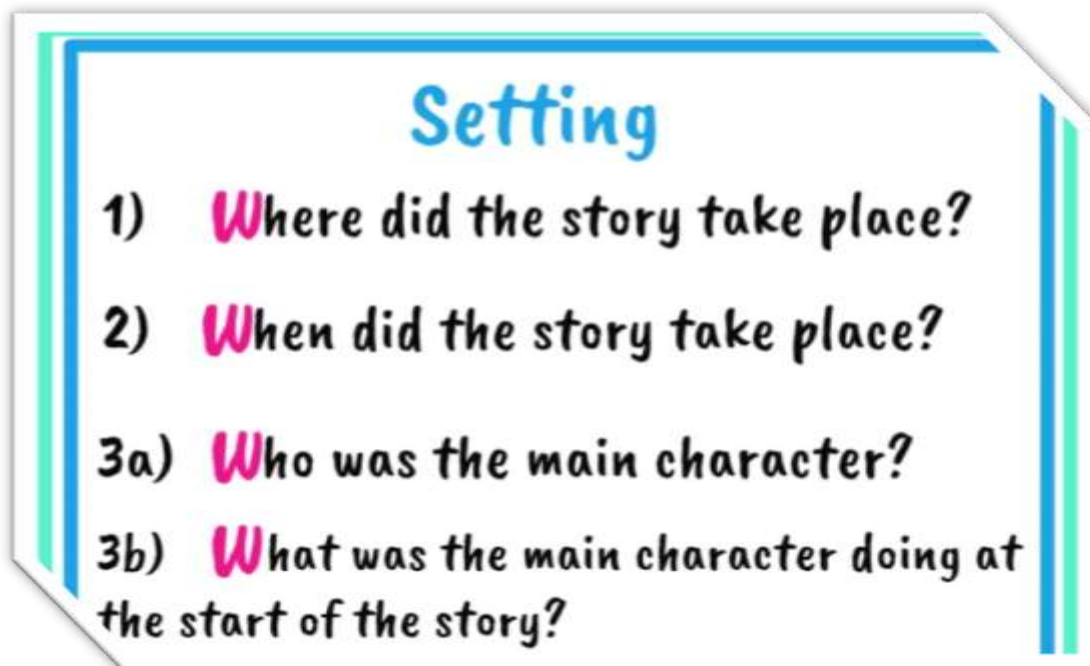 Setting
1) Where did the story take place?
2) When did the story take place?
3a) Who was the main character?
3b) What was the main character doing at
the start of the story?